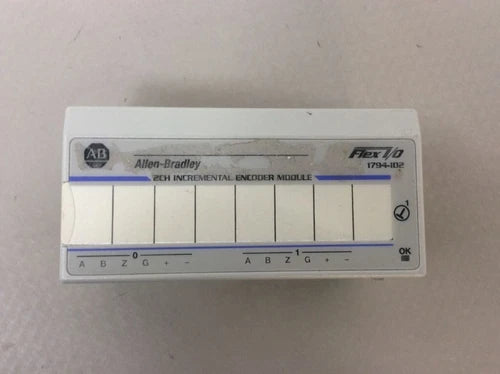 AB
Allen-Bradley
Flex I/O
1794-ID2
2CH INCREMENTAL ENCODER MODULE
1
0
1
OK
A B Z G + −
A B Z G + −